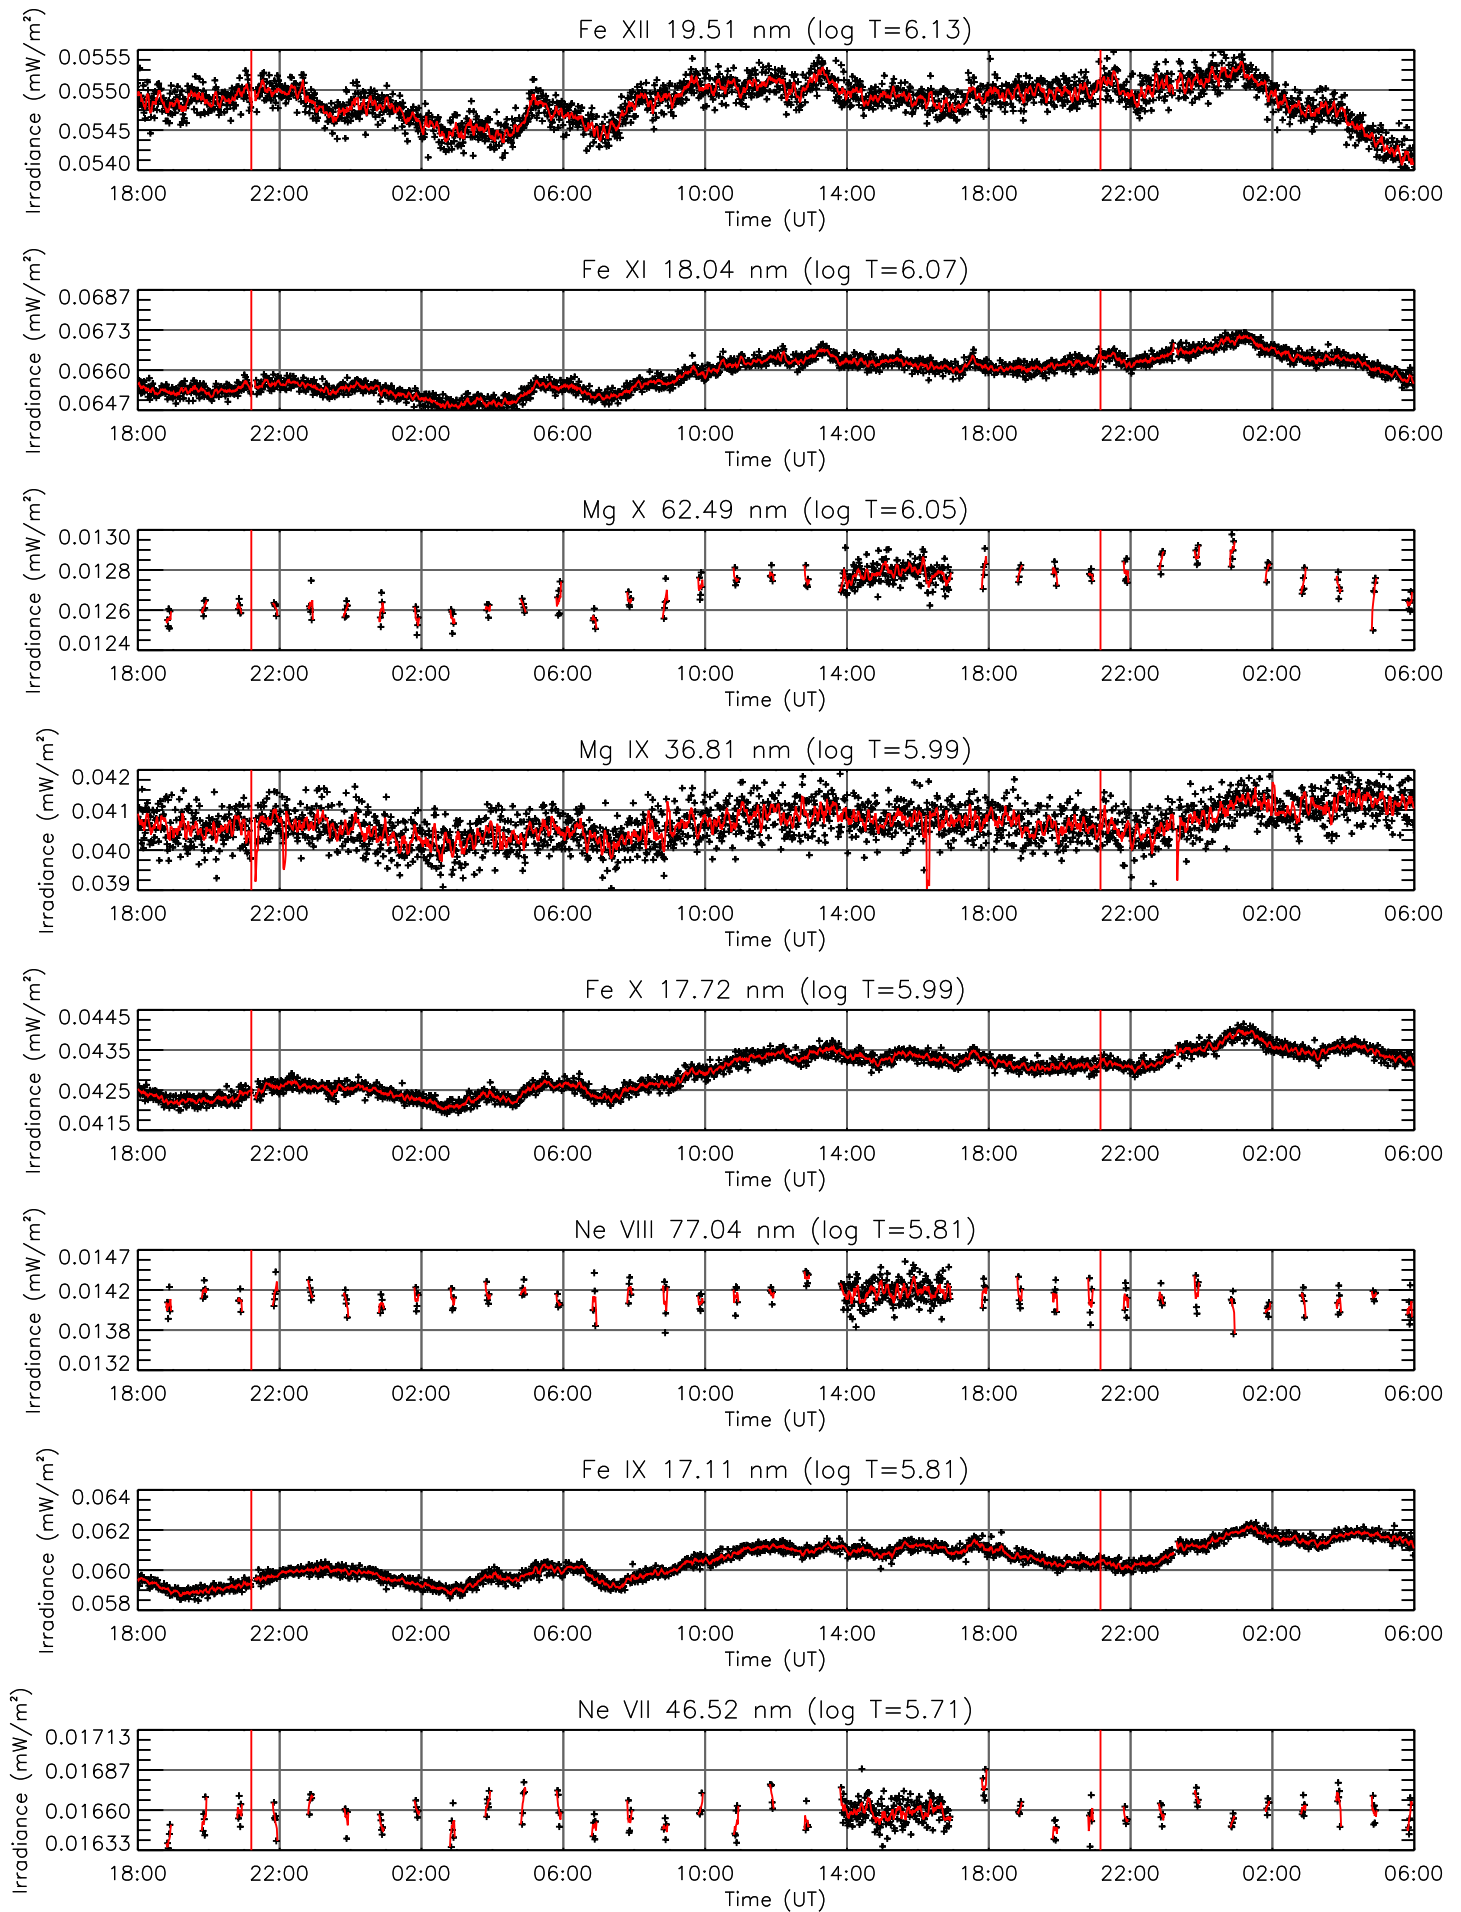 Fe XII 19.51 nm (log T=6.13)
Irradiance (mW/m²)
0.0555
0.0550
0.0545
0.0540
18:00 22:00 02:00 06:00 10:00 14:00 18:00 22:00 02:00 06:00
Time (UT)
Fe XI 18.04 nm (log T=6.07)
Irradiance (mW/m²)
0.0687
0.0673
0.0660
0.0647
18:00 22:00 02:00 06:00 10:00 14:00 18:00 22:00 02:00 06:00
Time (UT)
Mg X 62.49 nm (log T=6.05)
Irradiance (mW/m²)
0.0130
0.0128
0.0126
0.0124
18:00 22:00 02:00 06:00 10:00 14:00 18:00 22:00 02:00 06:00
Time (UT)
Mg IX 36.81 nm (log T=5.99)
Irradiance (mW/m²)
0.042
0.041
0.040
0.039
18:00 22:00 02:00 06:00 10:00 14:00 18:00 22:00 02:00 06:00
Time (UT)
Fe X 17.72 nm (log T=5.99)
Irradiance (mW/m²)
0.0445
0.0435
0.0425
0.0415
18:00 22:00 02:00 06:00 10:00 14:00 18:00 22:00 02:00 06:00
Time (UT)
Ne VIII 77.04 nm (log T=5.81)
Irradiance (mW/m²)
0.0147
0.0142
0.0138
0.0132
18:00 22:00 02:00 06:00 10:00 14:00 18:00 22:00 02:00 06:00
Time (UT)
Fe IX 17.11 nm (log T=5.81)
Irradiance (mW/m²)
0.064
0.062
0.060
0.058
18:00 22:00 02:00 06:00 10:00 14:00 18:00 22:00 02:00 06:00
Time (UT)
Ne VII 46.52 nm (log T=5.71)
Irradiance (mW/m²)
0.01713
0.01687
0.01660
0.01633
18:00 22:00 02:00 06:00 10:00 14:00 18:00 22:00 02:00 06:00
Time (UT)